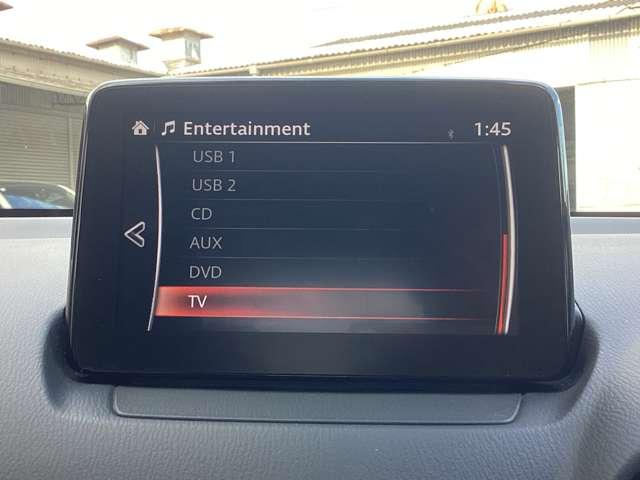 Entertainment 1:45
USB 1
USB 2
CD
AUX
DVD
TV